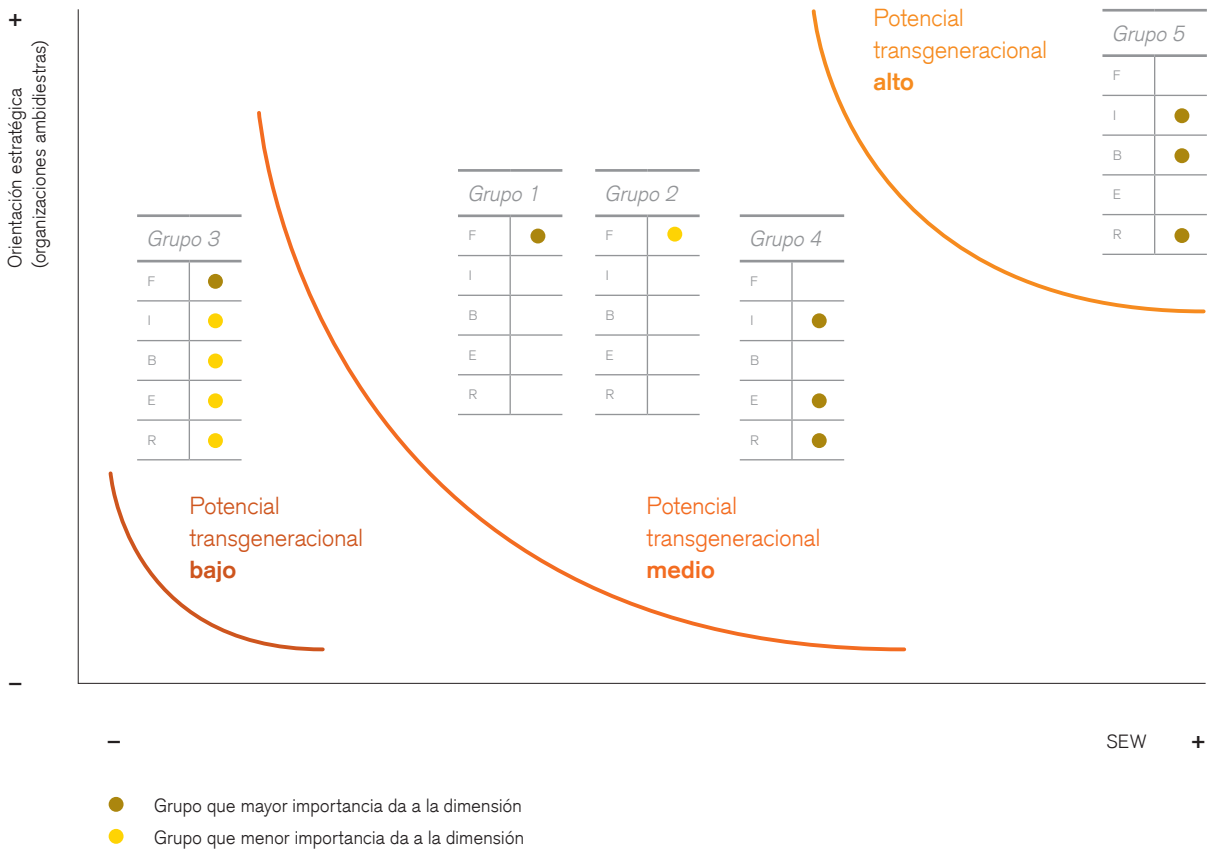 +
Orientación estratégica
(organizaciones ambidiestras)
–
Potencial
transgeneracional
alto
Grupo 5
F
I
B
E
R
Grupo 1
F
I
B
E
R
Grupo 2
F
I
B
E
R
Grupo 3
F
I
B
E
R
Grupo 4
F
I
B
E
R
Potencial
transgeneracional
bajo
Potencial
transgeneracional
medio
–
SEW +
Grupo que mayor importancia da a la dimensión
Grupo que menor importancia da a la dimensión